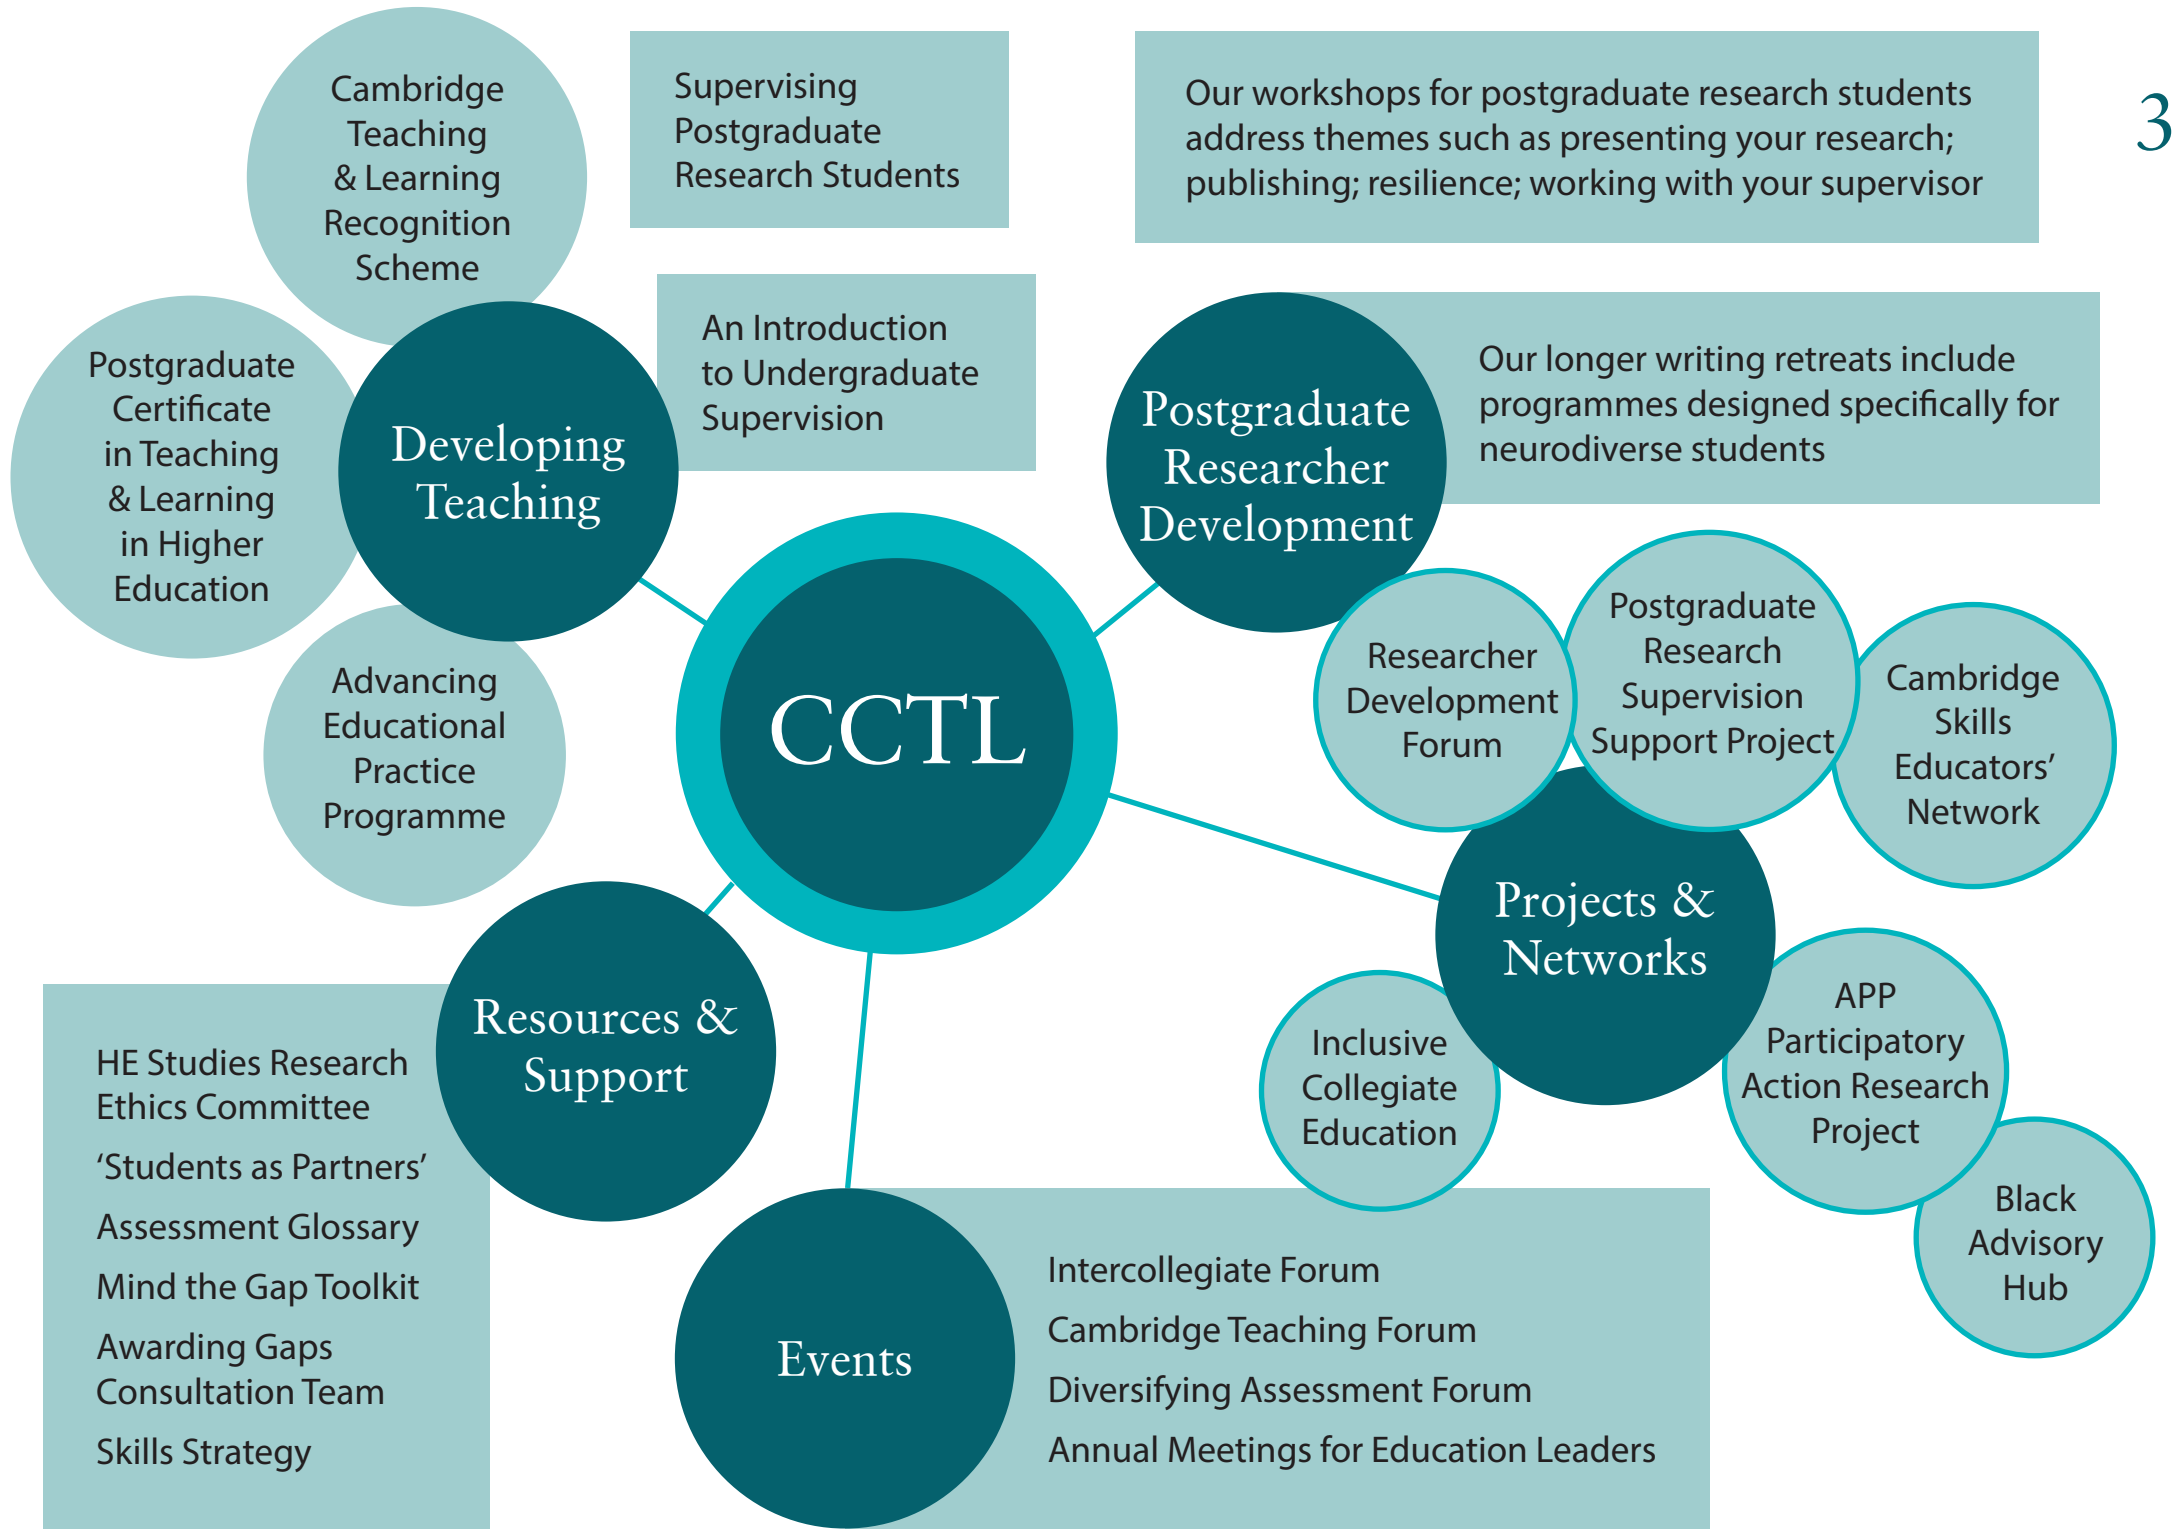 3
Cambridge
Teaching
& Learning
Recognition
Scheme
Supervising
Postgraduate
Research Students
Our workshops for postgraduate research students
address themes such as presenting your research;
publishing; resilience; working with your supervisor
Postgraduate
Certificate
in Teaching
& Learning
in Higher
Education
Developing
Teaching
An Introduction
to Undergraduate
Supervision
Postgraduate
Researcher
Development
Our longer writing retreats include
programmes designed specifically for
neurodiverse students
Advancing
Educational
Practice
Programme
CCTL
Researcher
Development
Forum
Postgraduate
Research
Supervision
Support Project
Cambridge
Skills
Educators’
Network
Projects &
Networks
Resources &
Support
HE Studies Research
Ethics Committee
‘Students as Partners’
Assessment Glossary
Mind the Gap Toolkit
Awarding Gaps
Consultation Team
Skills Strategy
Inclusive
Collegiate
Education
APP
Participatory
Action Research
Project
Black
Advisory
Hub
Events
Intercollegiate Forum
Cambridge Teaching Forum
Diversifying Assessment Forum
Annual Meetings for Education Leaders